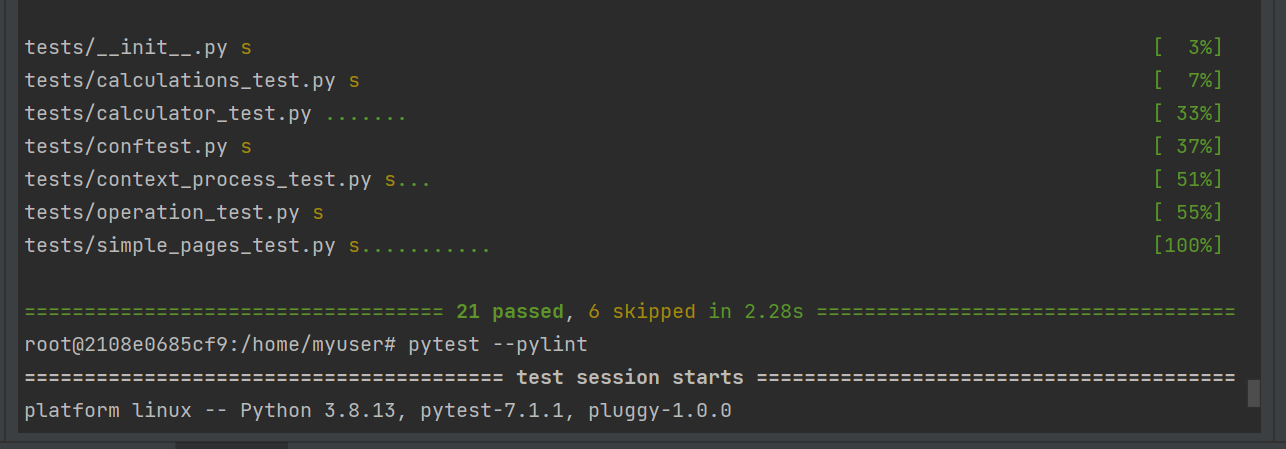 tests/__init__.py s [  3%]
tests/calculations_test.py s [  7%]
tests/calculator_test.py ....... [ 33%]
tests/conftest.py s [ 37%]
tests/context_process_test.py s... [ 51%]
tests/operation_test.py s [ 55%]
tests/simple_pages_test.py s........... [100%]
=================================== 21 passed, 6 skipped in 2.28s ===================================
root@2108e0685cf9:/home/myuser# pytest --pylint
======================================== test session starts ========================================
platform linux -- Python 3.8.13, pytest-7.1.1, pluggy-1.0.0